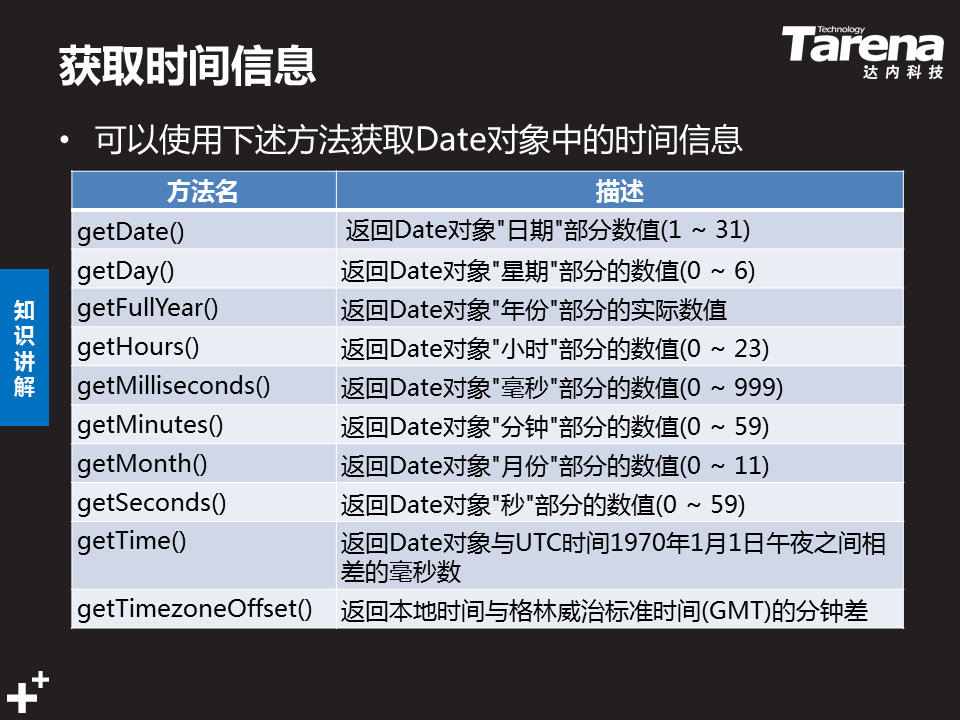 获取时间信息
Technology
Tarena
达内科技
• 可以使用下述方法获取Date对象中的时间信息
方法名 描述
getDate() 返回Date对象"日期"部分数值(1 ~ 31)
getDay() 返回Date对象"星期"部分的数值(0 ~ 6)
getFullYear() 返回Date对象"年份"部分的实际数值
getHours() 返回Date对象"小时"部分的数值(0 ~ 23)
getMilliseconds() 返回Date对象"毫秒"部分的数值(0 ~ 999)
getMinutes() 返回Date对象"分钟"部分的数值(0 ~ 59)
getMonth() 返回Date对象"月份"部分的数值(0 ~ 11)
getSeconds() 返回Date对象"秒"部分的数值(0 ~ 59)
getTime() 返回Date对象与UTC时间1970年1月1日午夜之间相
差的毫秒数
getTimezoneOffset() 返回本地时间与格林威治标准时间(GMT)的分钟差
知
识
讲
解